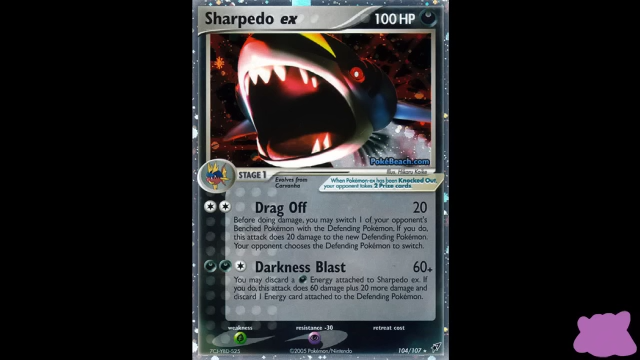 Sharpedo ex 100 HP
PokéBeach.com
Illus. Hikaru Koike
STAGE 1
Evolves from
Carvanha
When Pokémon-ex has been Knocked Out,
your opponent takes 2 Prize cards.
Drag Off 20
Before doing damage, you may switch 1 of your opponent's
Benched Pokémon with the Defending Pokémon. If you do,
this attack does 20 damage to the new Defending Pokémon.
Your opponent chooses the Defending Pokémon to switch.
Darkness Blast 60+
You may discard a Energy attached to Sharpedo ex. If
you do, this attack does 60 damage plus 20 more damage and
discard 1 Energy card attached to the Defending Pokémon.
weakness resistance -30 retreat cost
©2005 Pokémon/Nintendo 104/107